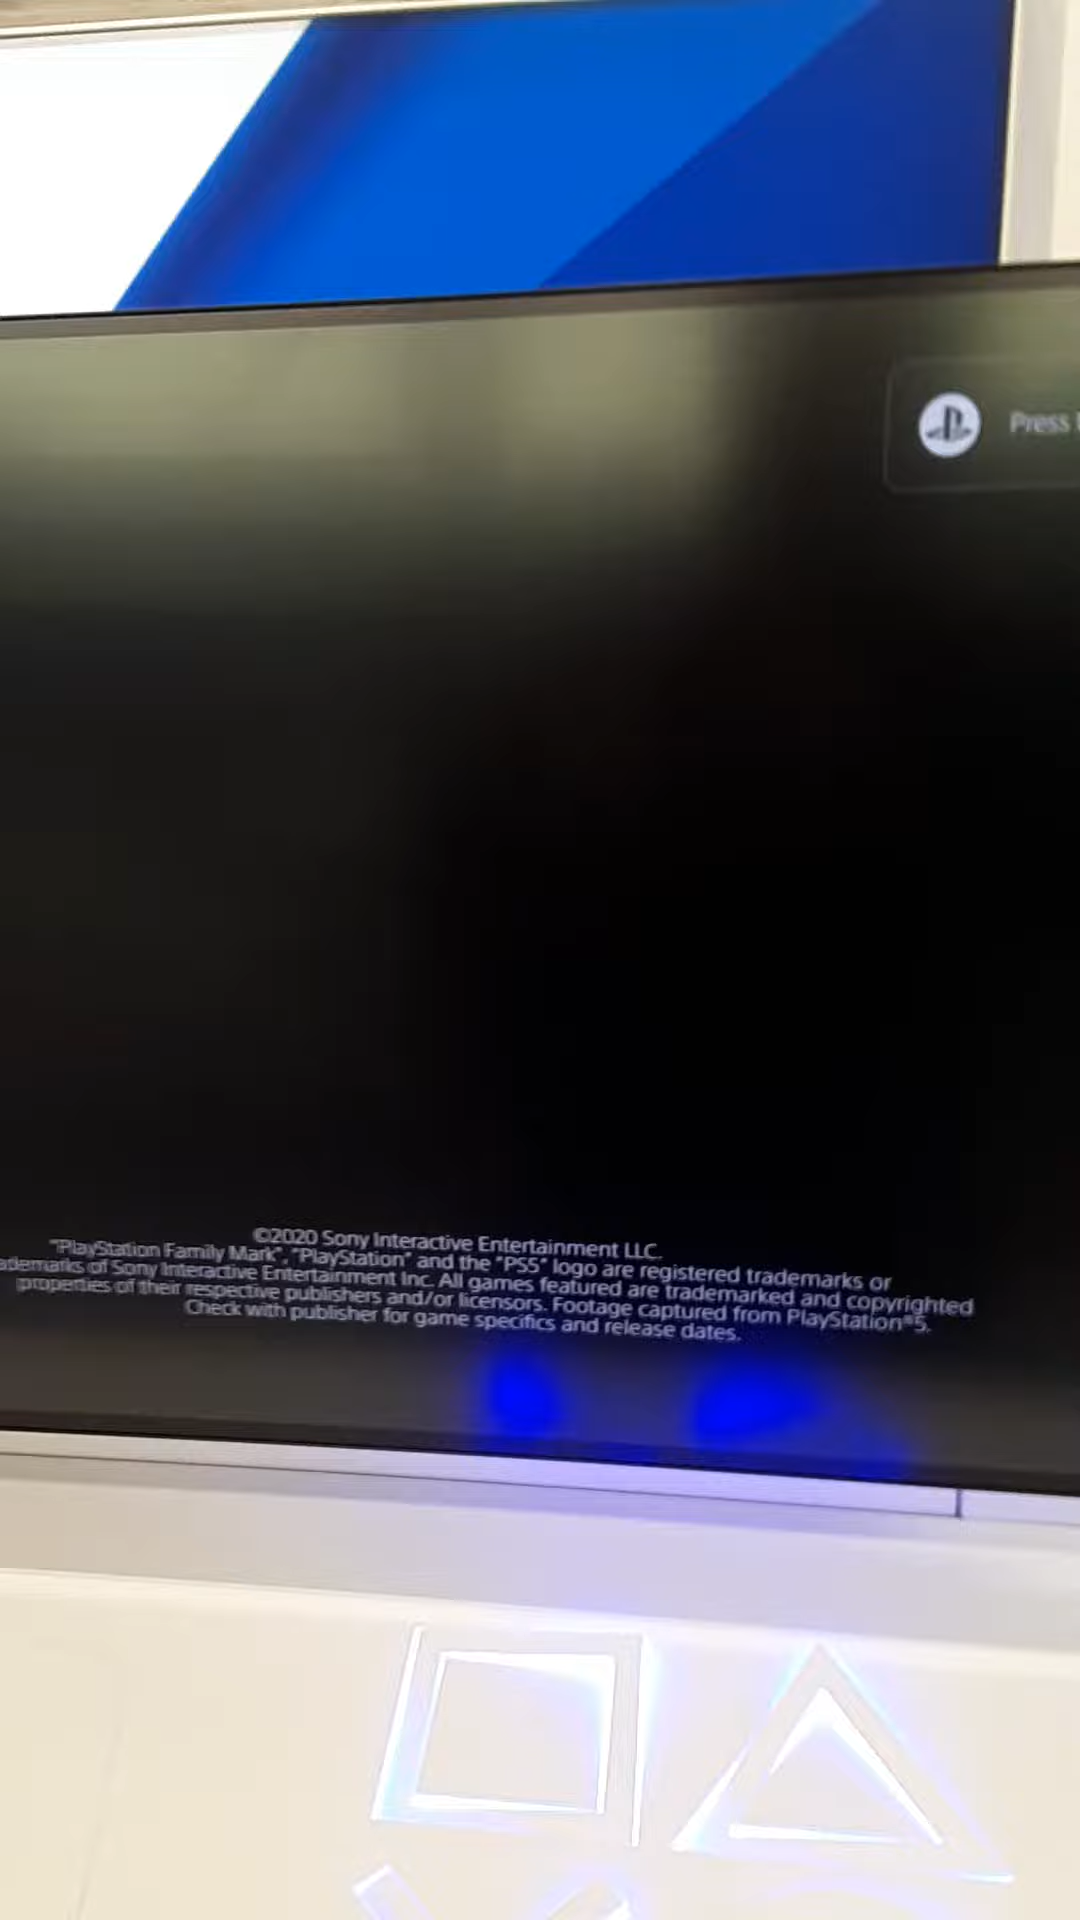 Press
©2020 Sony Interactive Entertainment LLC.
"PlayStation Family Mark", "PlayStation" and the "PS5" logo are registered trademarks or
ademarks of Sony Interactive Entertainment Inc. All games featured are trademarked and copyrighted
properties of their respective publishers and/or licensors. Footage captured from PlayStation®5.
Check with publisher for game specifics and release dates.